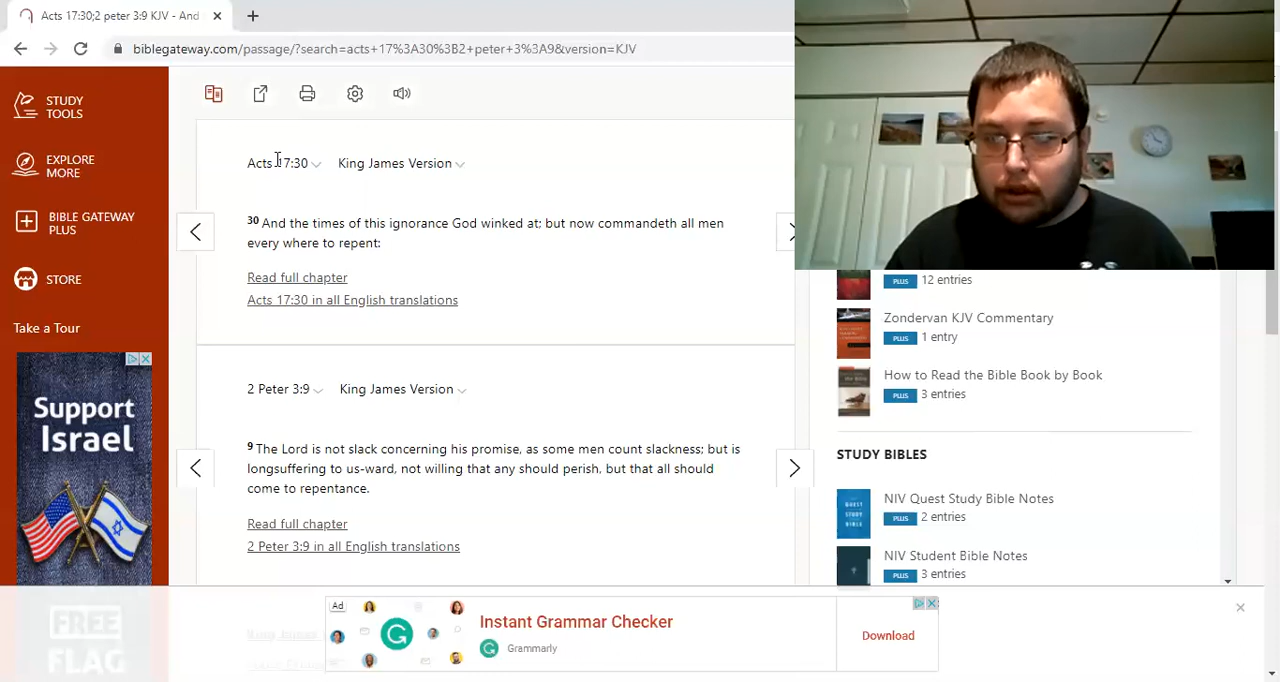 Acts 17:30;2 peter 3:9 KJV - And
biblegateway.com/passage/?search=acts+17%3A30%3B2+peter+3%3A9&version=KJV
STUDY
TOOLS
EXPLORE
MORE
BIBLE GATEWAY
PLUS
STORE
Take a Tour
Support
Israel
FREE
FLAG
Acts 17:30
King James Version
30 And the times of this ignorance God winked at; but now commandeth all men
every where to repent:
Read full chapter
Acts 17:30 in all English translations
2 Peter 3:9
King James Version
9 The Lord is not slack concerning his promise, as some men count slackness; but is
longsuffering to us-ward, not willing that any should perish, but that all should
come to repentance.
Read full chapter
2 Peter 3:9 in all English translations
PLUS 12 entries
Zondervan KJV Commentary
PLUS 1 entry
How to Read the Bible Book by Book
PLUS 3 entries
STUDY BIBLES
NIV Quest Study Bible Notes
PLUS 2 entries
NIV Student Bible Notes
PLUS 3 entries
Ad
Instant Grammar Checker
Grammarly
Download